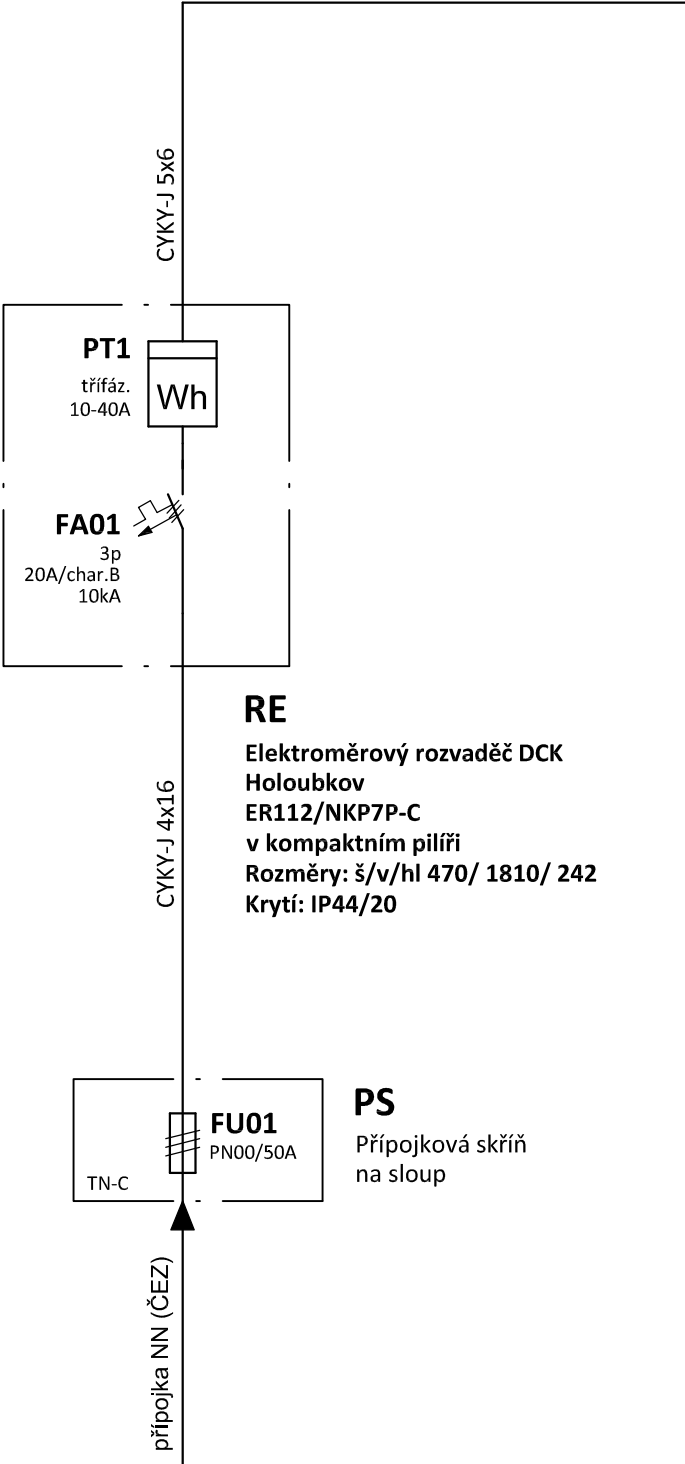 CYKY-J 5x6
PT1
třífáz.
10-40A
Wh
FA01
3p
20A/char.B
10kA
RE
Elektroměrový rozvaděč DCK
Holoubkov
ER112/NKP7P-C
v kompaktním pilíři
Rozměry: š/v/hl 470/ 1810/ 242
Krytí: IP44/20
CYKY-J 4x16
PS
Přípojková skříň
na sloup
FU01
PN00/50A
TN-C
přípojka NN (ČEZ)